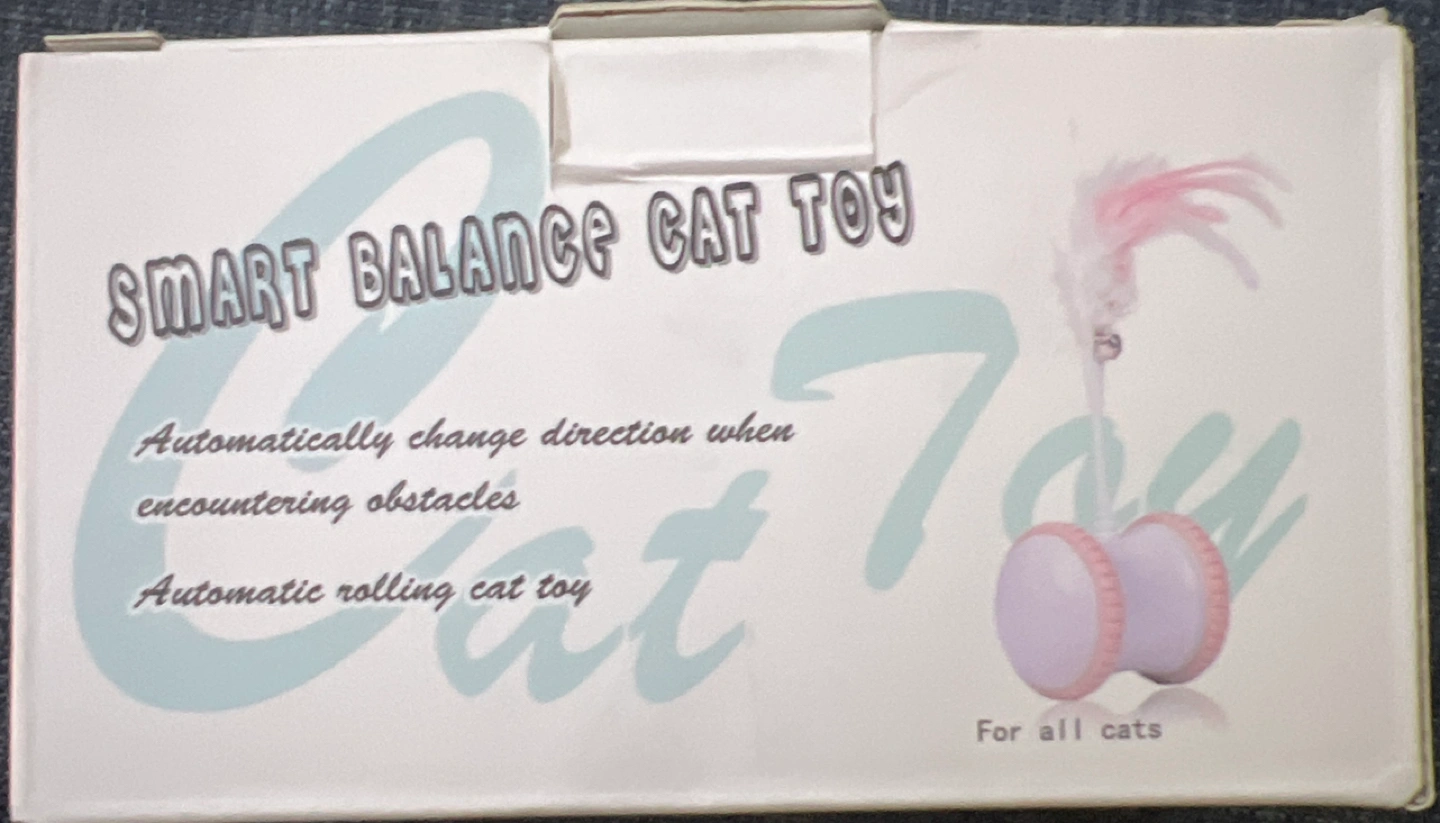 SMART BALANCE CAT TOY
Cat Toy
Automatically change direction when
encountering obstacles
Automatic rolling cat toy
For all cats